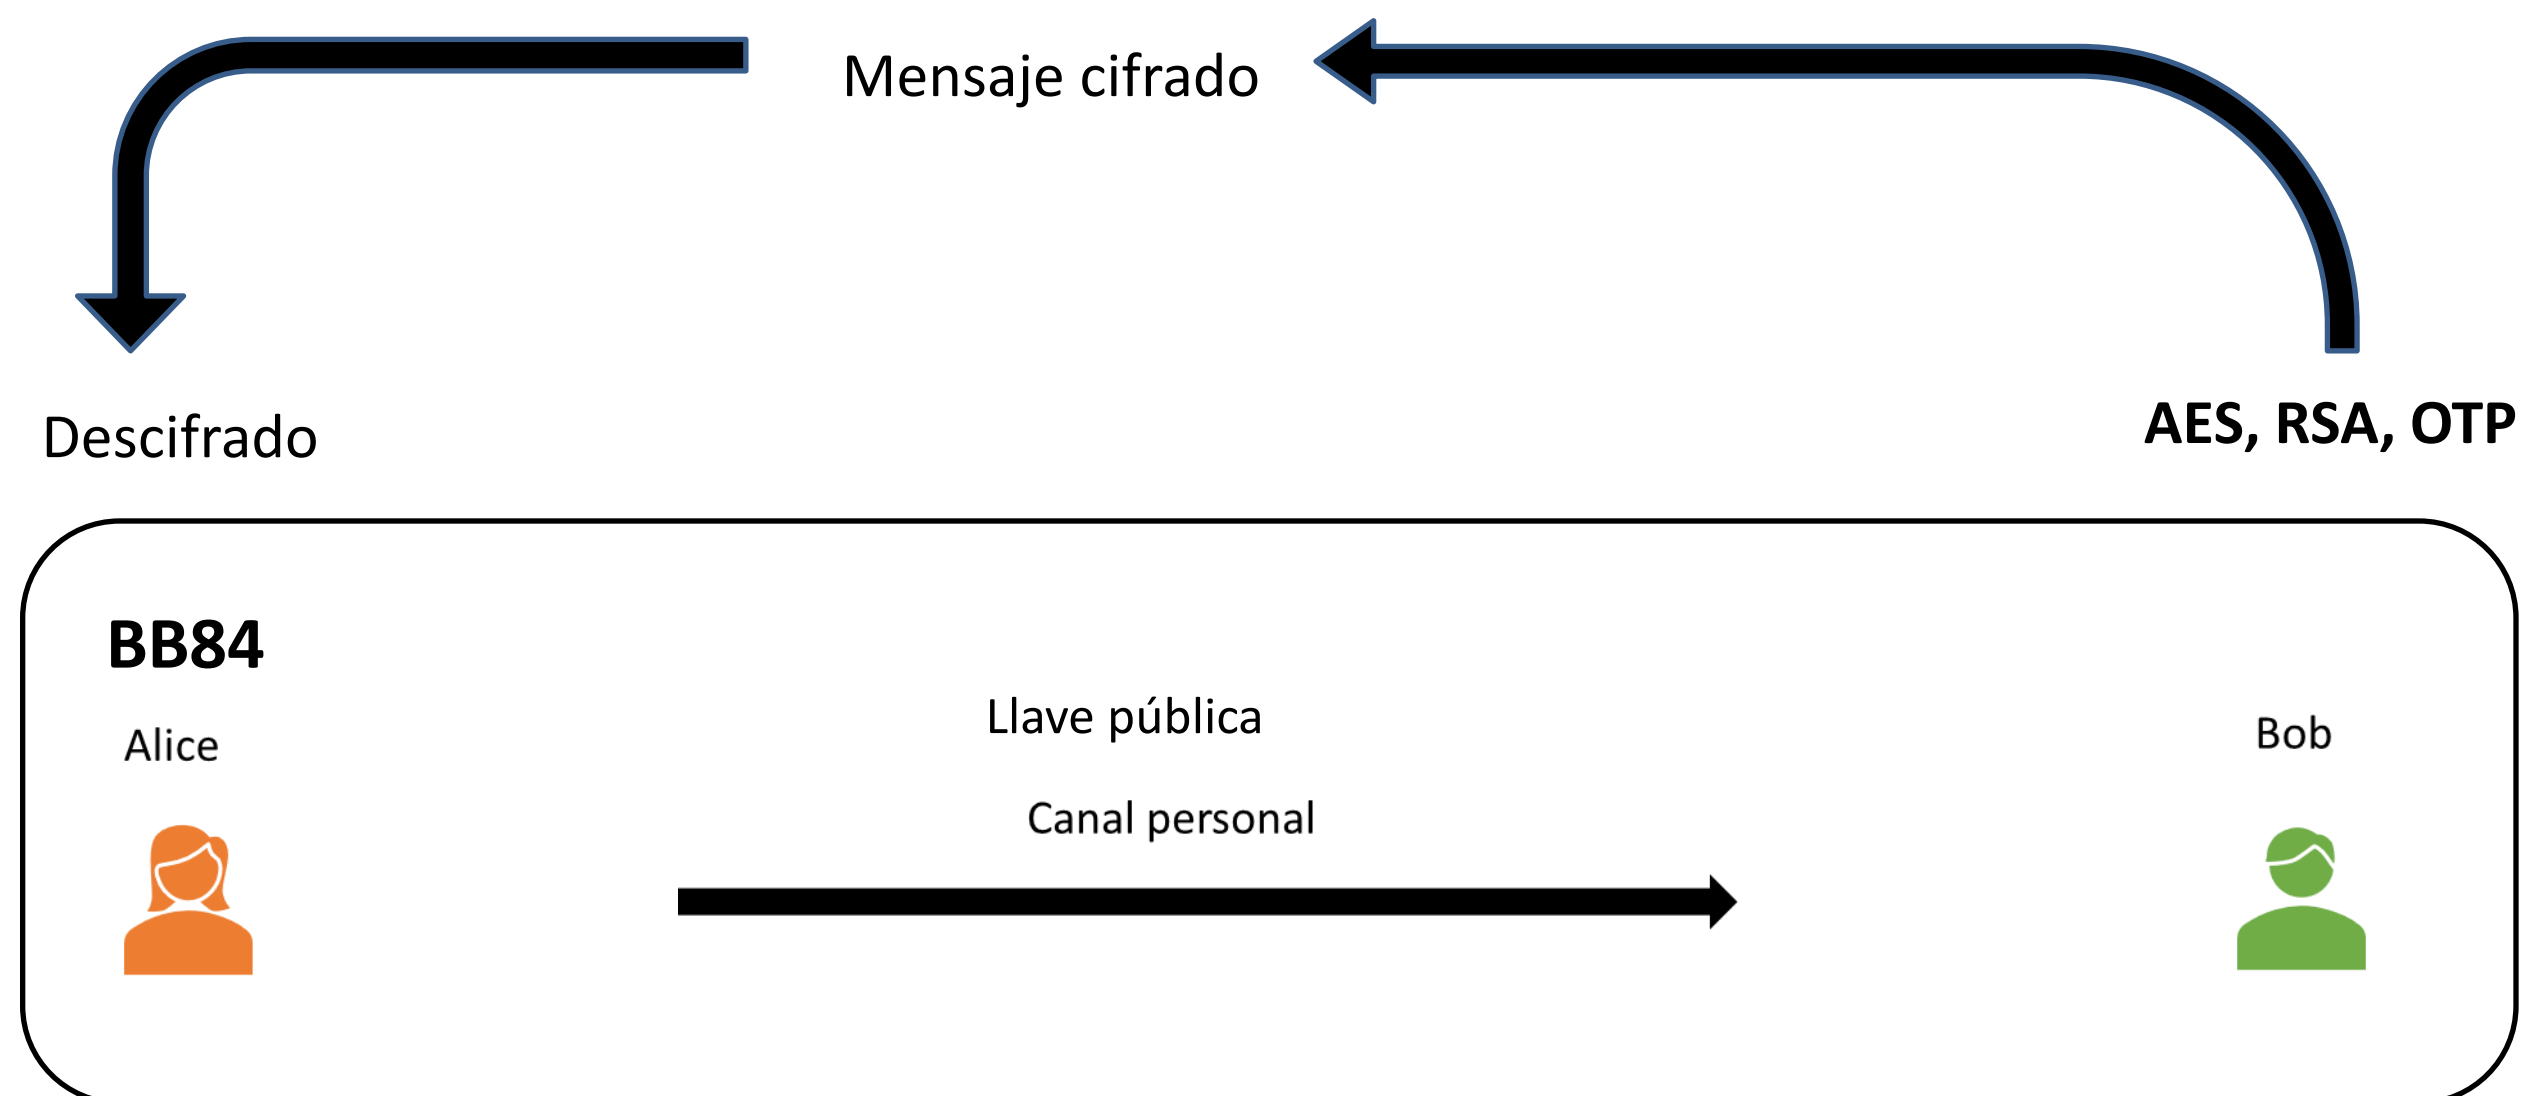 Mensaje cifrado
Descifrado
AES, RSA, OTP
BB84
Llave pública
Alice
Bob
Canal personal